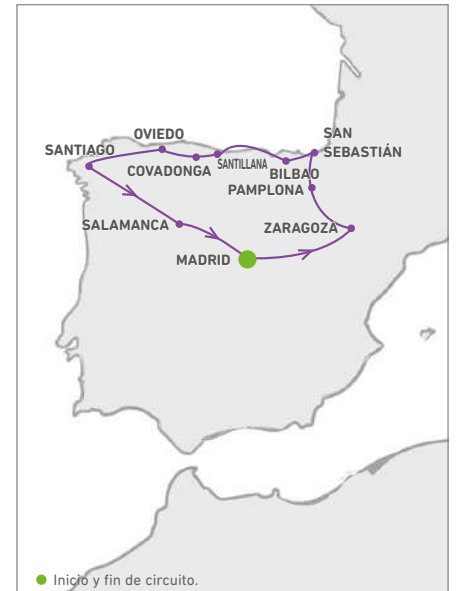 SAN
OVIEDO
SANTIAGO
SEBASTIÁN
COVADONGA
SANTILLANA
BILBAO
PAMPLONA
SALAMANCA
ZARAGOZA
MADRID
Inicio y fin de circuito.